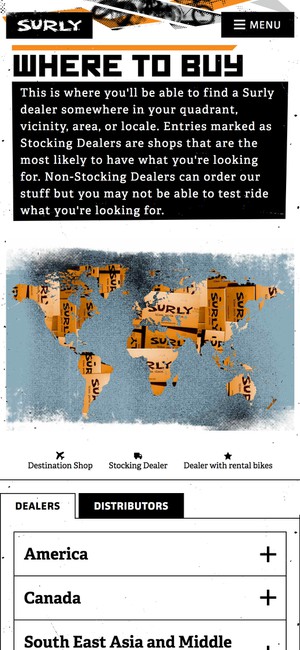 SURLY
MENU
WHERE TO BUY
This is where you'll be able to find a Surly
dealer somewhere in your quadrant,
vicinity, area, or locale. Entries marked as
Stocking Dealers are shops that are the
most likely to have what you're looking
for. Non-Stocking Dealers can order our
stuff but you may not be able to test ride
what you're looking for.
SURLY
SURLY
SURLY
SURLY
Destination Shop
Stocking Dealer
Dealer with rental bikes
DEALERS
DISTRIBUTORS
America
Canada
South East Asia and Middle